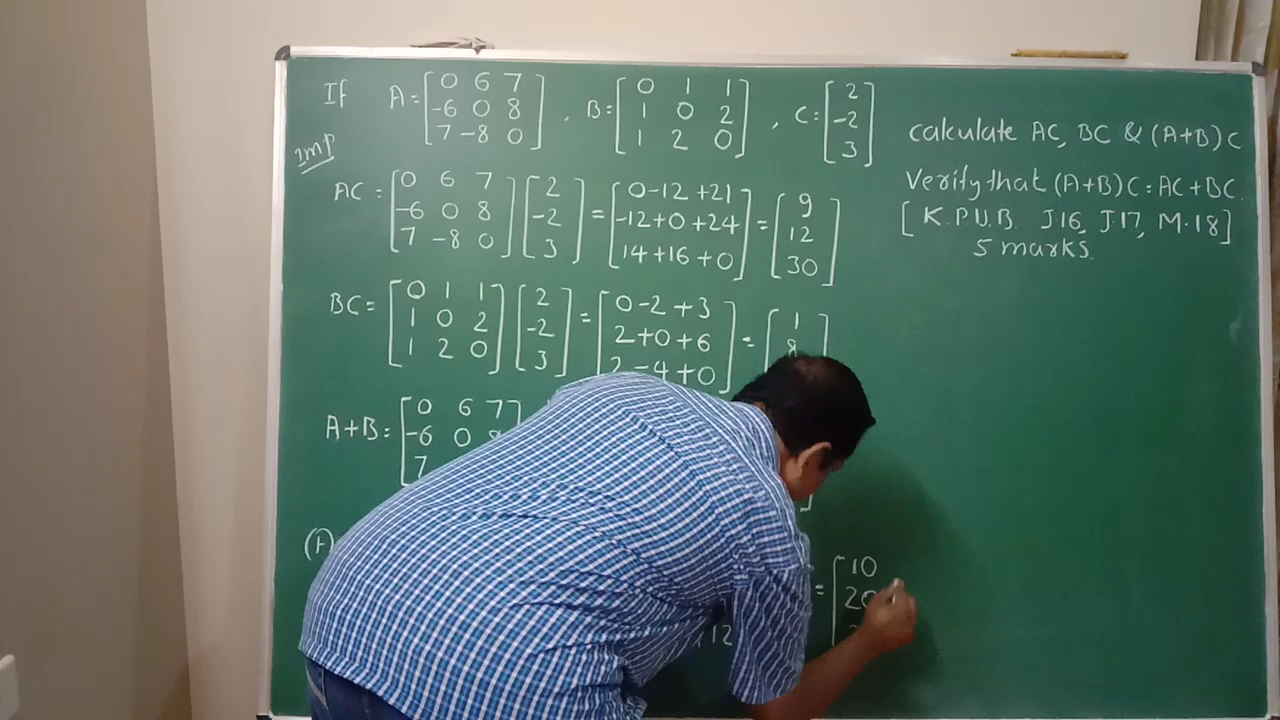 If A = [0 6 7 -6 0 8 7 -8 0], B = [0 1 1 1 0 2 1 2 0], C = [2 -2 3]
calculate AC, BC & (A+B)C
Imp
Verify that (A+B)C = AC+BC.
[K.P.U.B. J.16, J.17, M.18]
5 marks.
AC = [0 6 7 -6 0 8 7 -8 0] [2 -2 3] = [0-12+21 -12+0+24 14+16+0] = [9 12 30]
BC = [0 1 1 1 0 2 1 2 0] [2 -2 3] = [0-2+3 2+0+6 2-4+0] = [1 8
A+B = [0 6 7 -6 0 8 7
(A
12
= [10 20